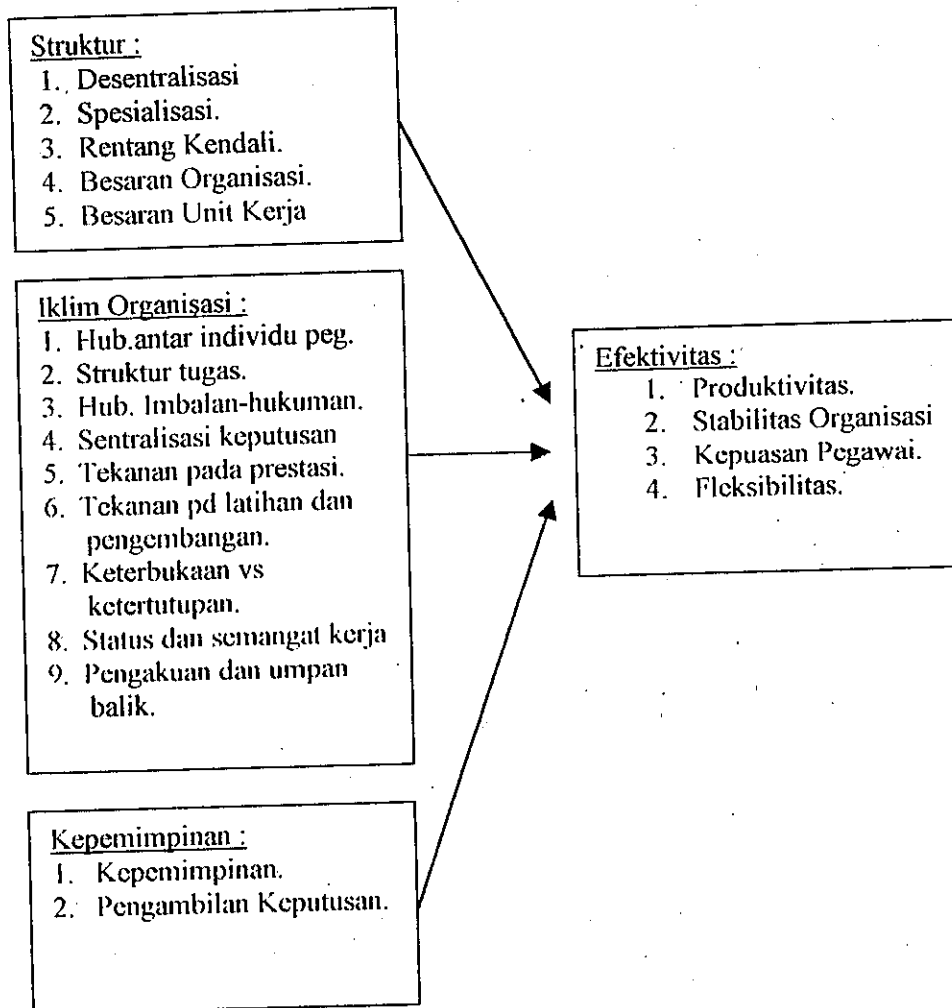 Struktur :
1. Desentralisasi
2. Spesialisasi.
3. Rentang Kendali.
4. Besaran Organisasi.
5. Besaran Unit Kerja
Iklim Organisasi :
1. Hub.antar individu peg.
2. Struktur tugas.
3. Hub. Imbalan-hukuman.
4. Sentralisasi keputusan
5. Tekanan pada prestasi.
6. Tekanan pd latihan dan
pengembangan.
7. Keterbukaan vs
ketertutupan.
8. Status dan semangat kerja
9. Pengakuan dan umpan
balik.
Kepemimpinan :
1. Kepemimpinan.
2. Pengambilan Keputusan.
Efektivitas :
1. Produktivitas.
2. Stabilitas Organisasi
3. Kepuasan Pegawai.
4. Fleksibilitas.